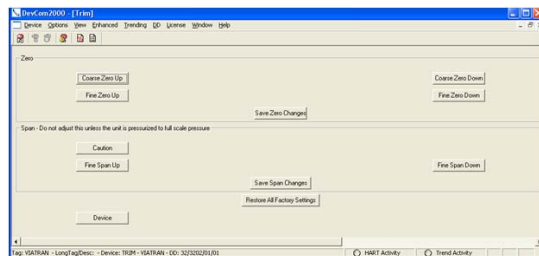 DevCom2000 - [Trim]
Device Options View Enhanced Trending DD License Window Help
Zero
Coarse Zero Up
Coarse Zero Down
Fine Zero Up
Fine Zero Down
Save Zero Changes
Span - Do not adjust this unless the unit is pressurized to full scale pressure
Caution
Fine Span Up
Fine Span Down
Save Span Changes
Restore All Factory Settings
Device
Tag: VIATRAN - LongTag/Desc: - Device: TRIM - VIATRAN - DD: 32/3202/01/01
HART Activity
Trend Activity